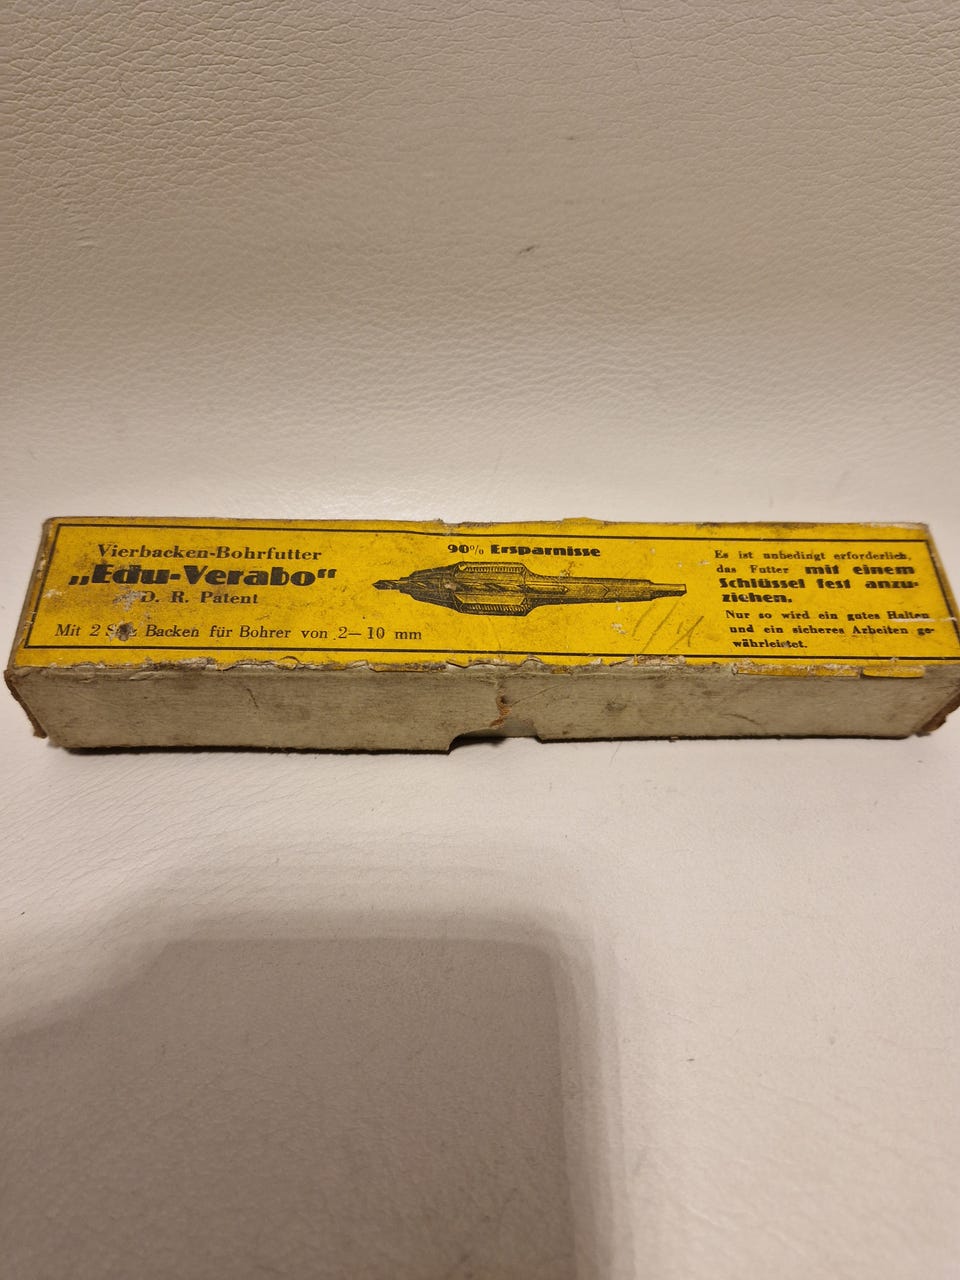 Vierbacken-Bohrfutter
„Edu-Verabo“
D. R. Patent
Mit 2 Backen für Bohrer von 2–10 mm
90% Ersparnisse
Es ist unbedingt erforderlich,
das Futter mit einem
Schlüssel fest anzu-
ziehen.
Nur so wird ein gutes Halten
und ein sicheres Arbeiten ge-
währleistet.